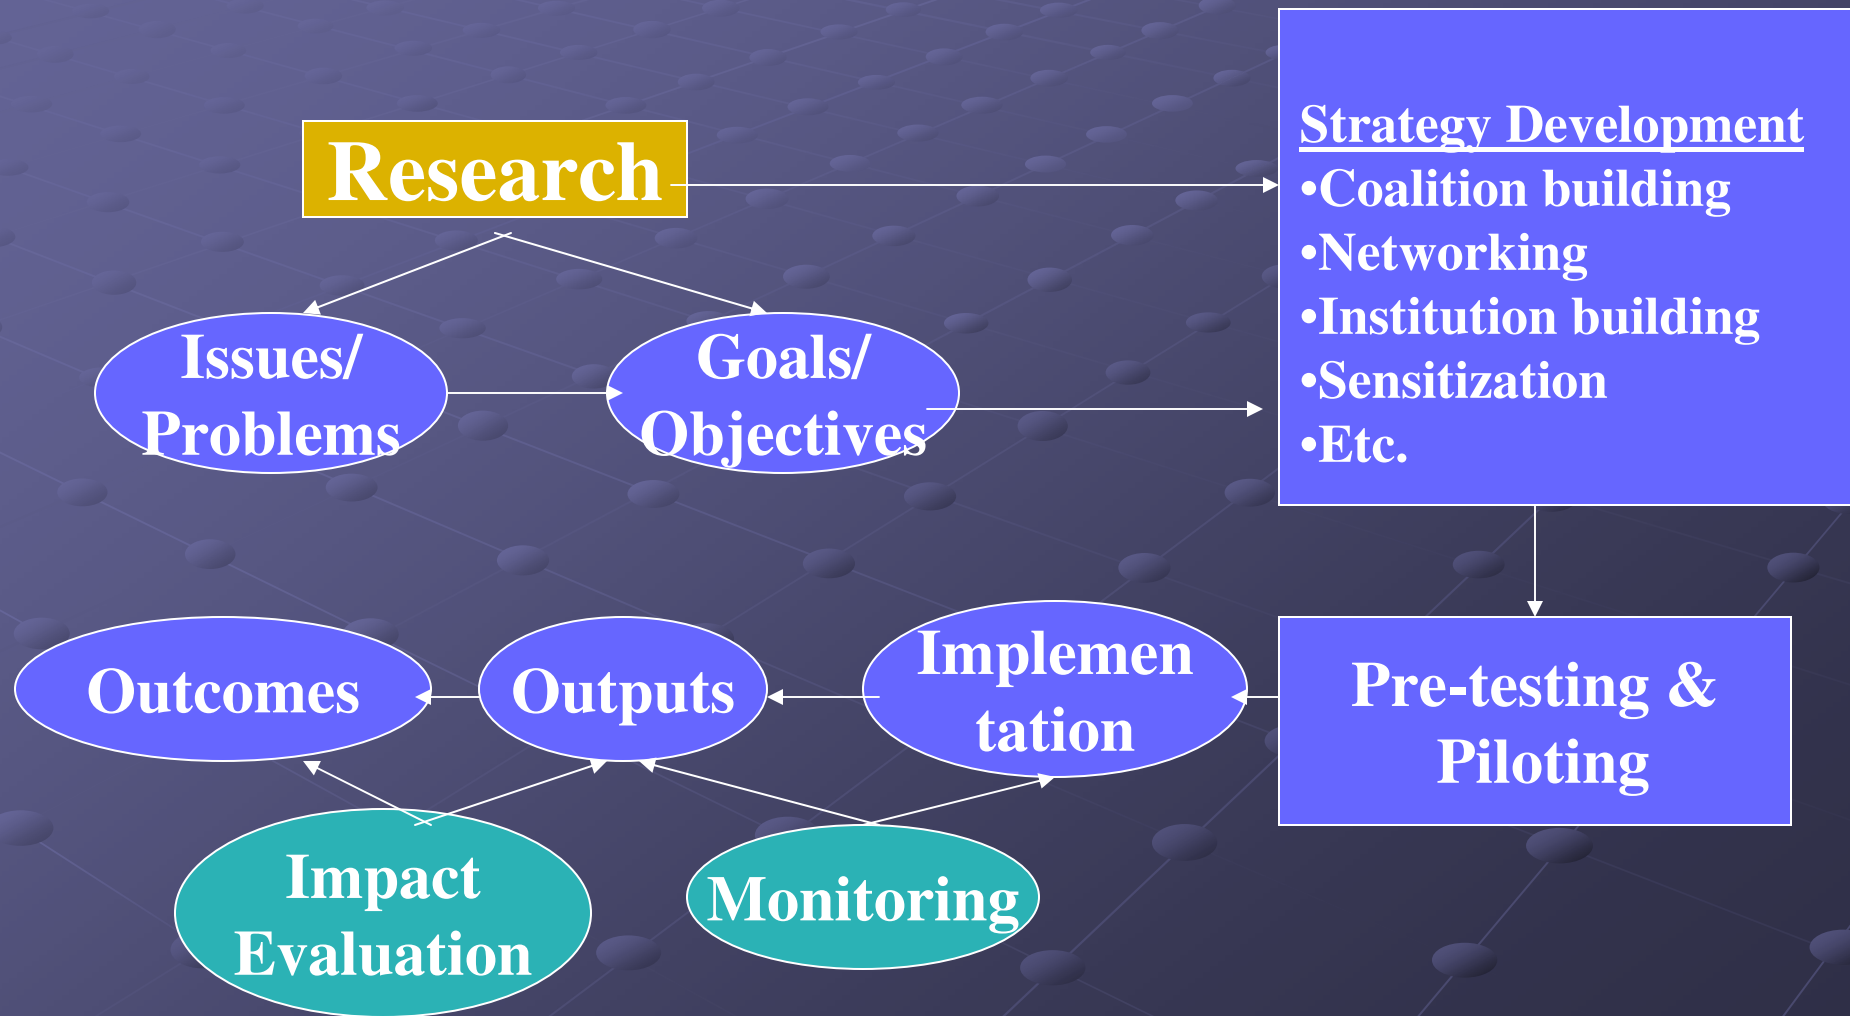 Research
Issues/
Problems
Goals/
Objectives
Strategy Development
•Coalition building
•Networking
•Institution building
•Sensitization
•Etc.
Pre-testing &
Piloting
Implemen
tation
Outputs
Outcomes
Impact
Evaluation
Monitoring